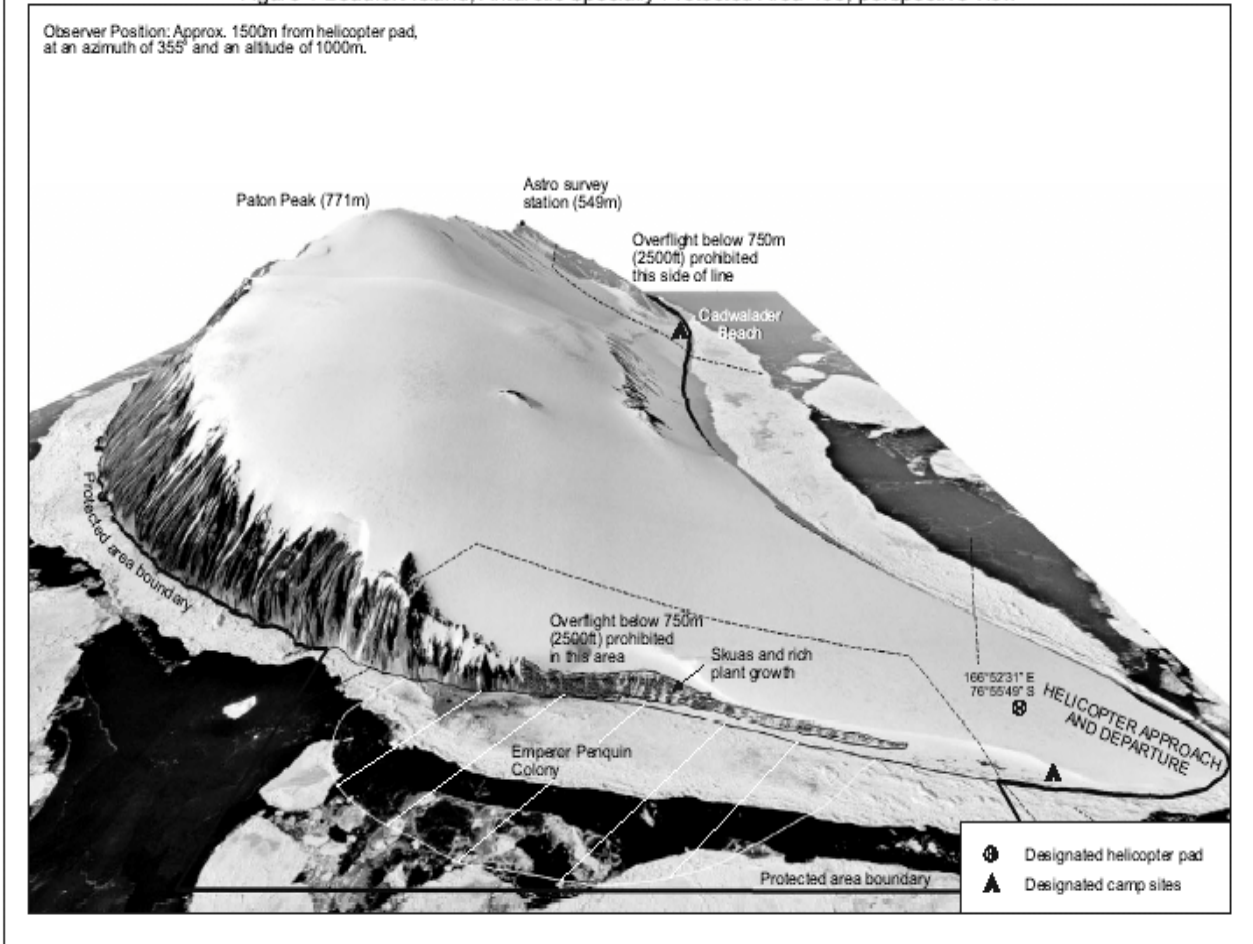 Observer Position: Approx. 1500m from helicopter pad,
at an azimuth of 355° and an altitude of 1000m.
Paton Peak (771m)
Astro survey
station (549m)
Overflight below 750m
(2500ft) prohibited
this side of line
Cadwalader
Beach
Protected area boundary
Overflight below 750m
(2500ft) prohibited
in this area
Skuas and rich
plant growth
166°52'31" E
76°55'49" S
HELICOPTER APPROACH
AND DEPARTURE
Emperor Penguin
Colony
Protected area boundary
Designated helicopter pad
Designated camp sites